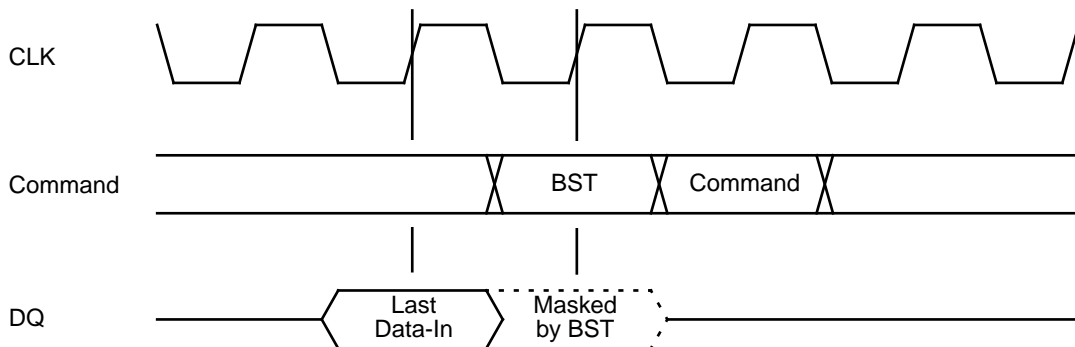 CLK
Command
BST
Command
DQ
Last
Data-In
Masked
by BST